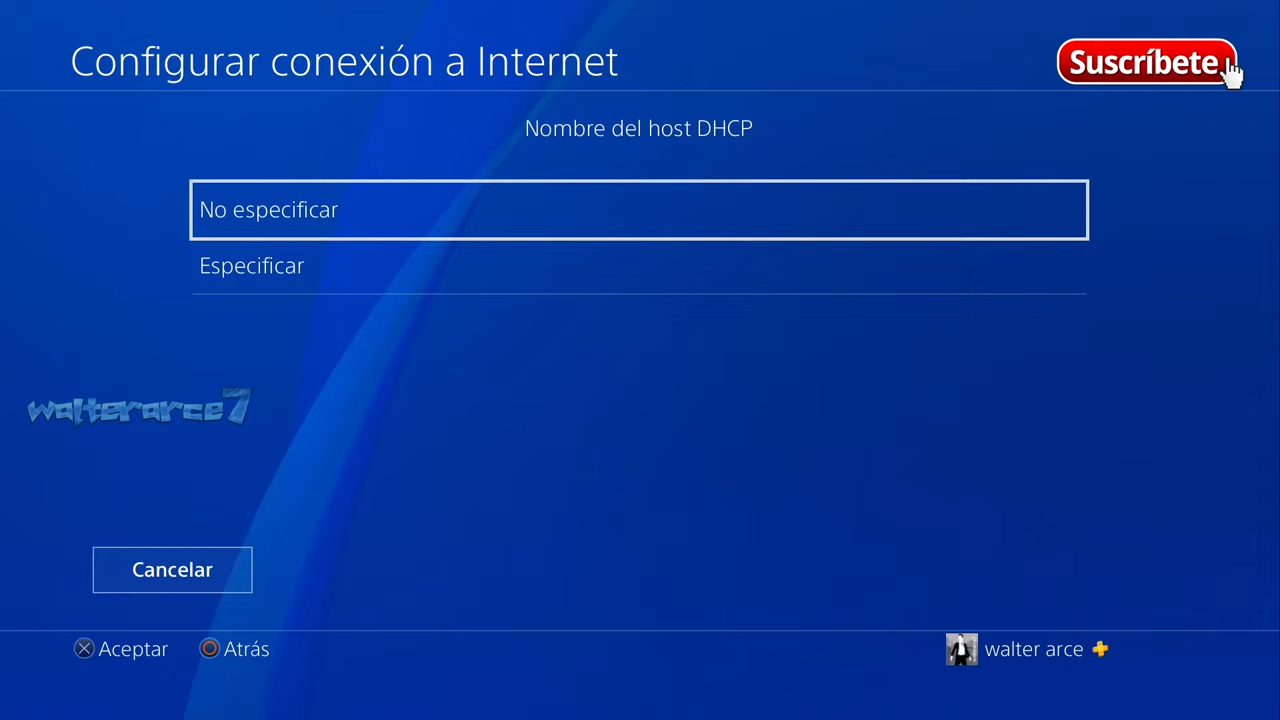 Configurar conexión a Internet
Suscríbete
Nombre del host DHCP
No especificar
Especificar
walterarce7
Cancelar
Aceptar
Atrás
walter arce